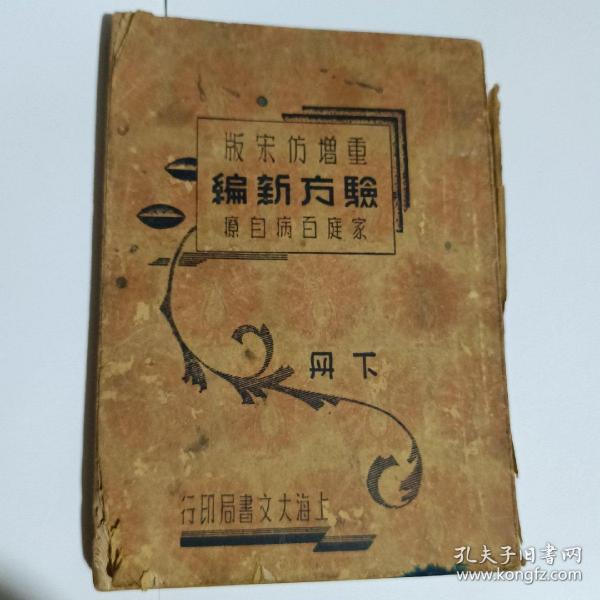 重增仿宋版
驗方新編
家庭百病自療
下册
上海大文書局印行
孔夫子旧书网
www.kongfz.com